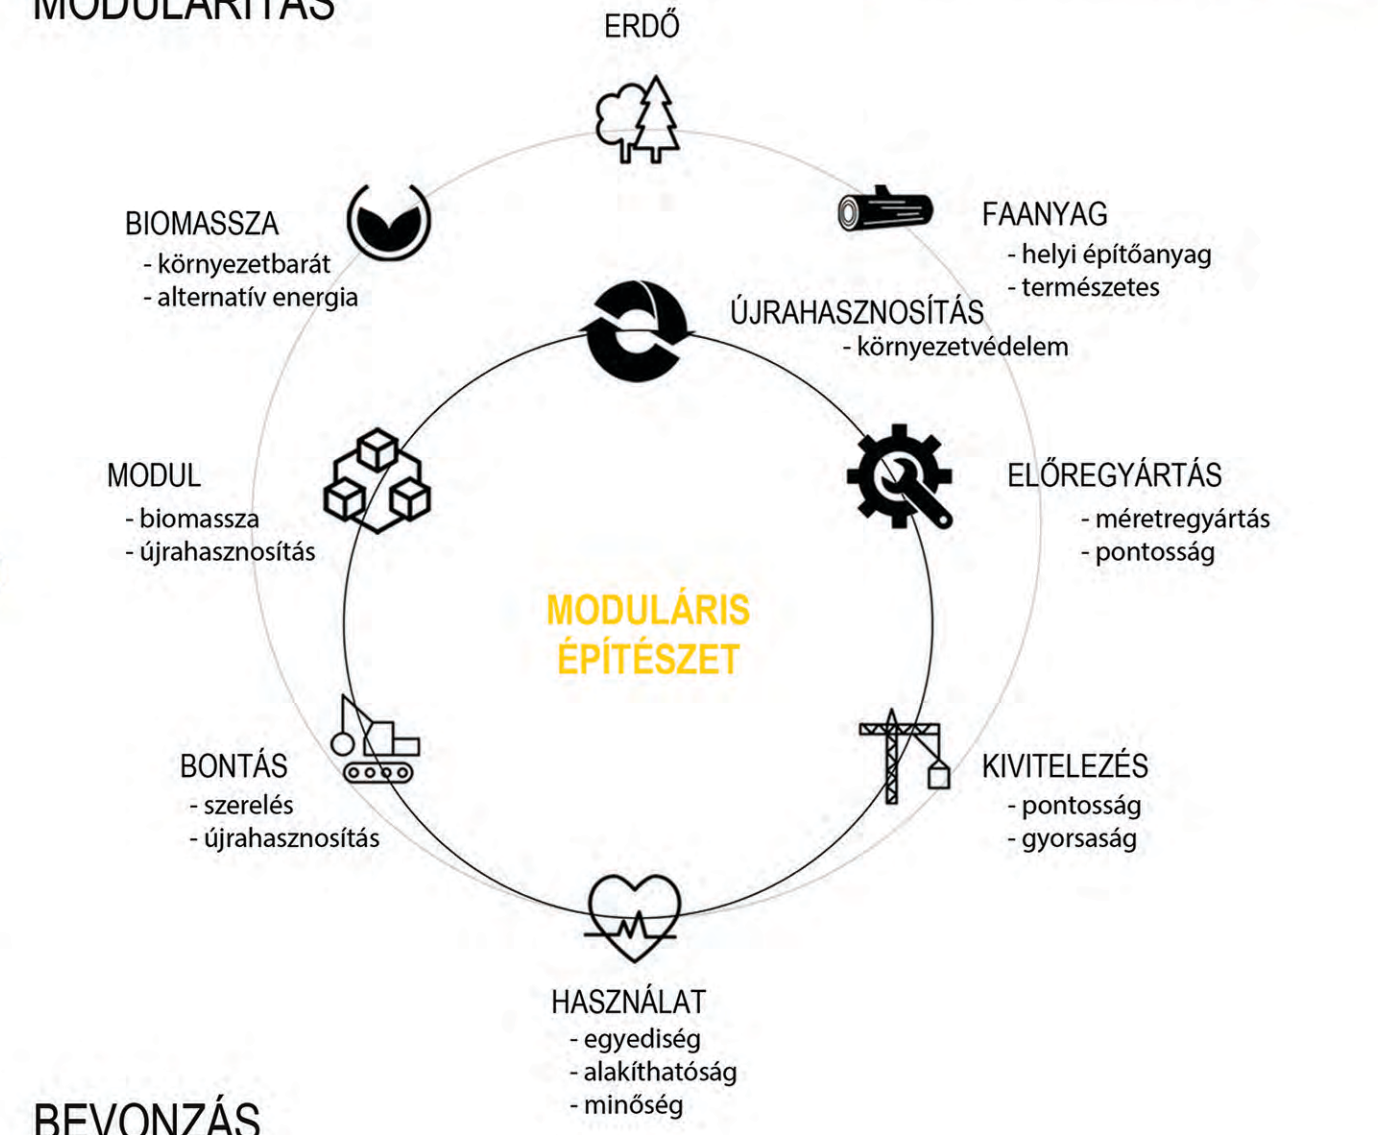 MODULARITÁS
ERDŐ
BIOMASSZA
- környezetbarát
- alternatív energia
FAANYAG
- helyi építőanyag
- természetes
ÚJRAHASZNOSÍTÁS
- környezetvédelem
MODUL
- biomassza
- újrahasznosítás
ELŐREGYÁRTÁS
- méretregyártás
- pontosság
MODULÁRIS
ÉPÍTÉSZET
BONTÁS
- szerelés
- újrahasznosítás
KIVITELEZÉS
- pontosság
- gyorsaság
HASZNÁLAT
- egyediség
- alakíthatóság
- minőség
BEVONZÁS